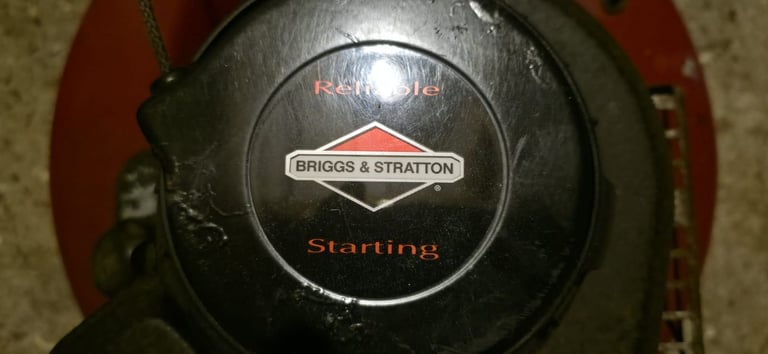 Reliable
BRIGGS & STRATTON
®
Starting